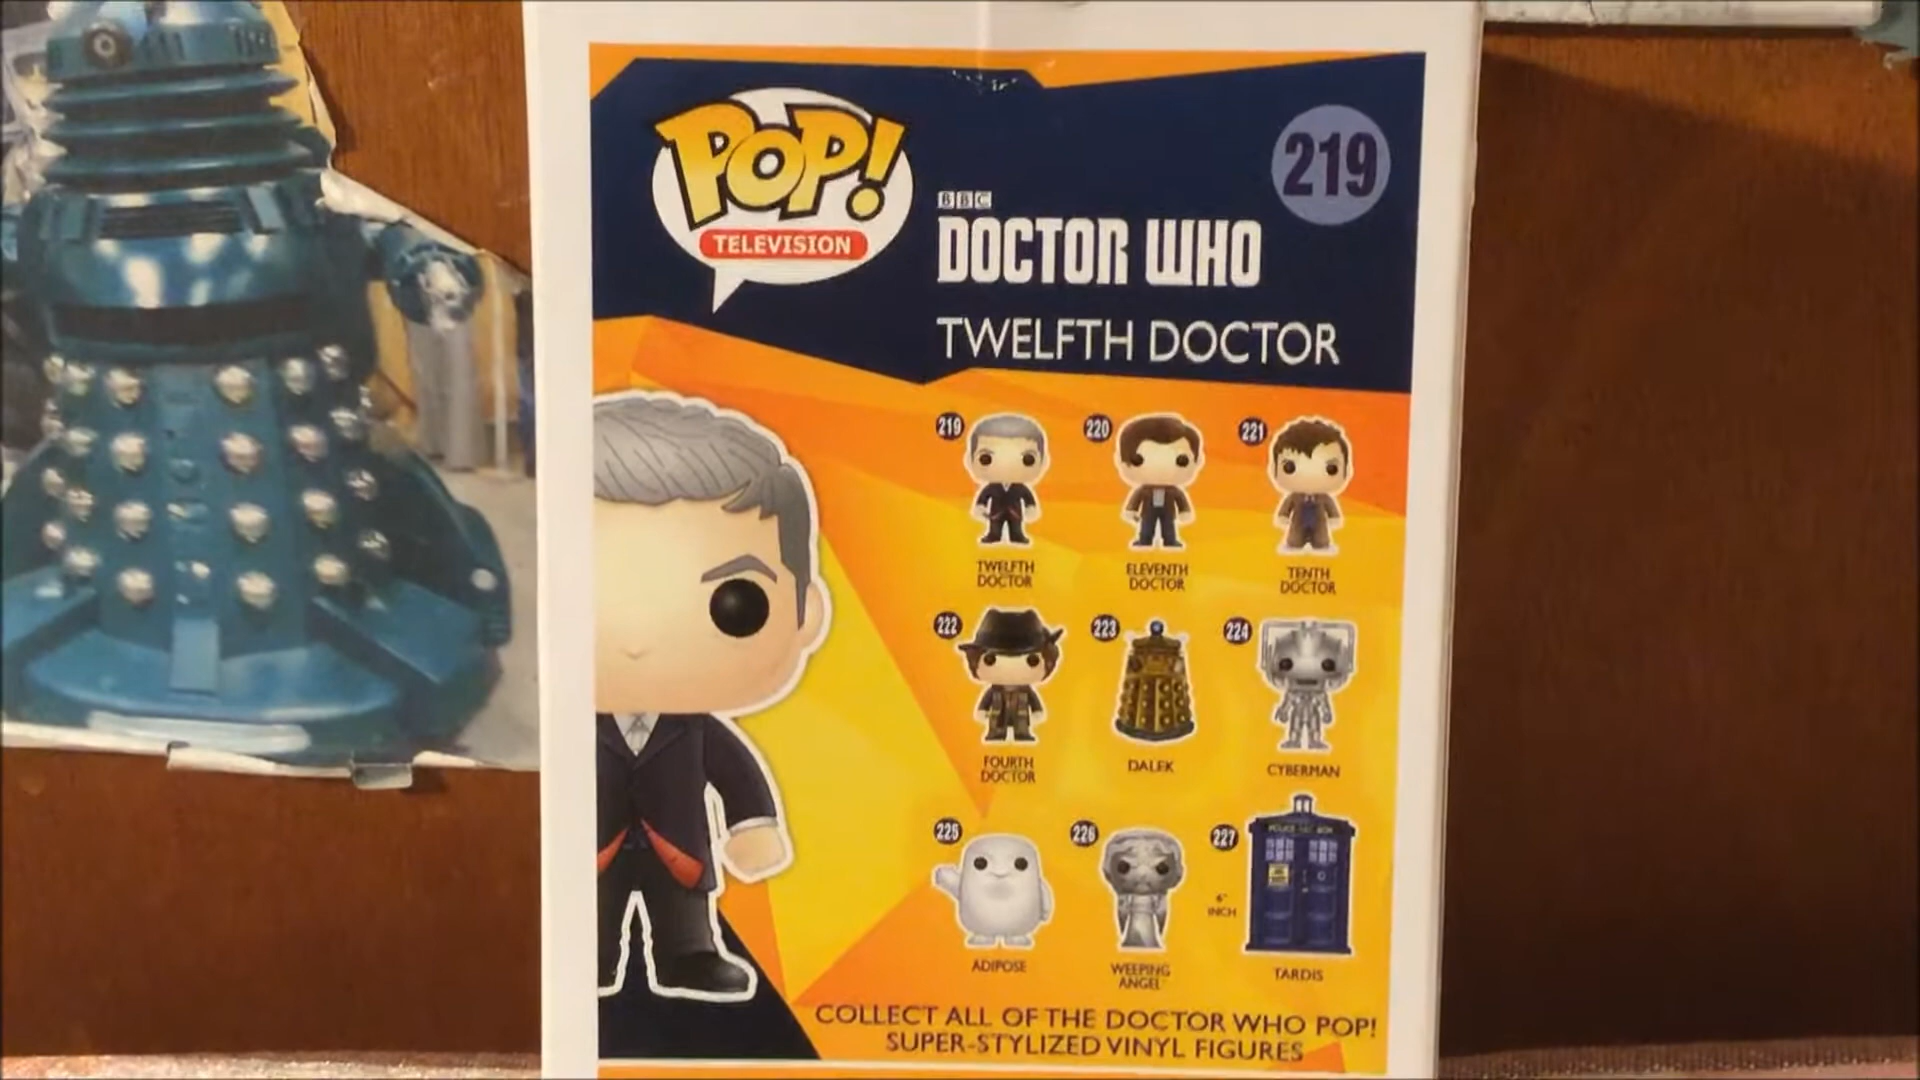 POP!
TELEVISION
BBC
DOCTOR WHO
TWELFTH DOCTOR
219
219
TWELFTH
DOCTOR
220
ELEVENTH
DOCTOR
221
TENTH
DOCTOR
222
FOURTH
DOCTOR
223
DALEK
224
CYBERMAN
225
ADIPOSE
226
WEEPING
ANGEL
227
6"
INCH
POLICE BOX
TARDIS
COLLECT ALL OF THE DOCTOR WHO POP!
SUPER-STYLIZED VINYL FIGURES